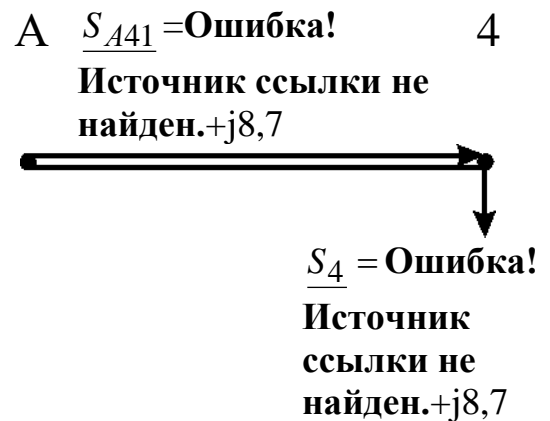 A S_A41 =Ошибка! 4
Источник ссылки не
найден.+j8,7
S_4 = Ошибка!
Источник
ссылки не
найден.+j8,7